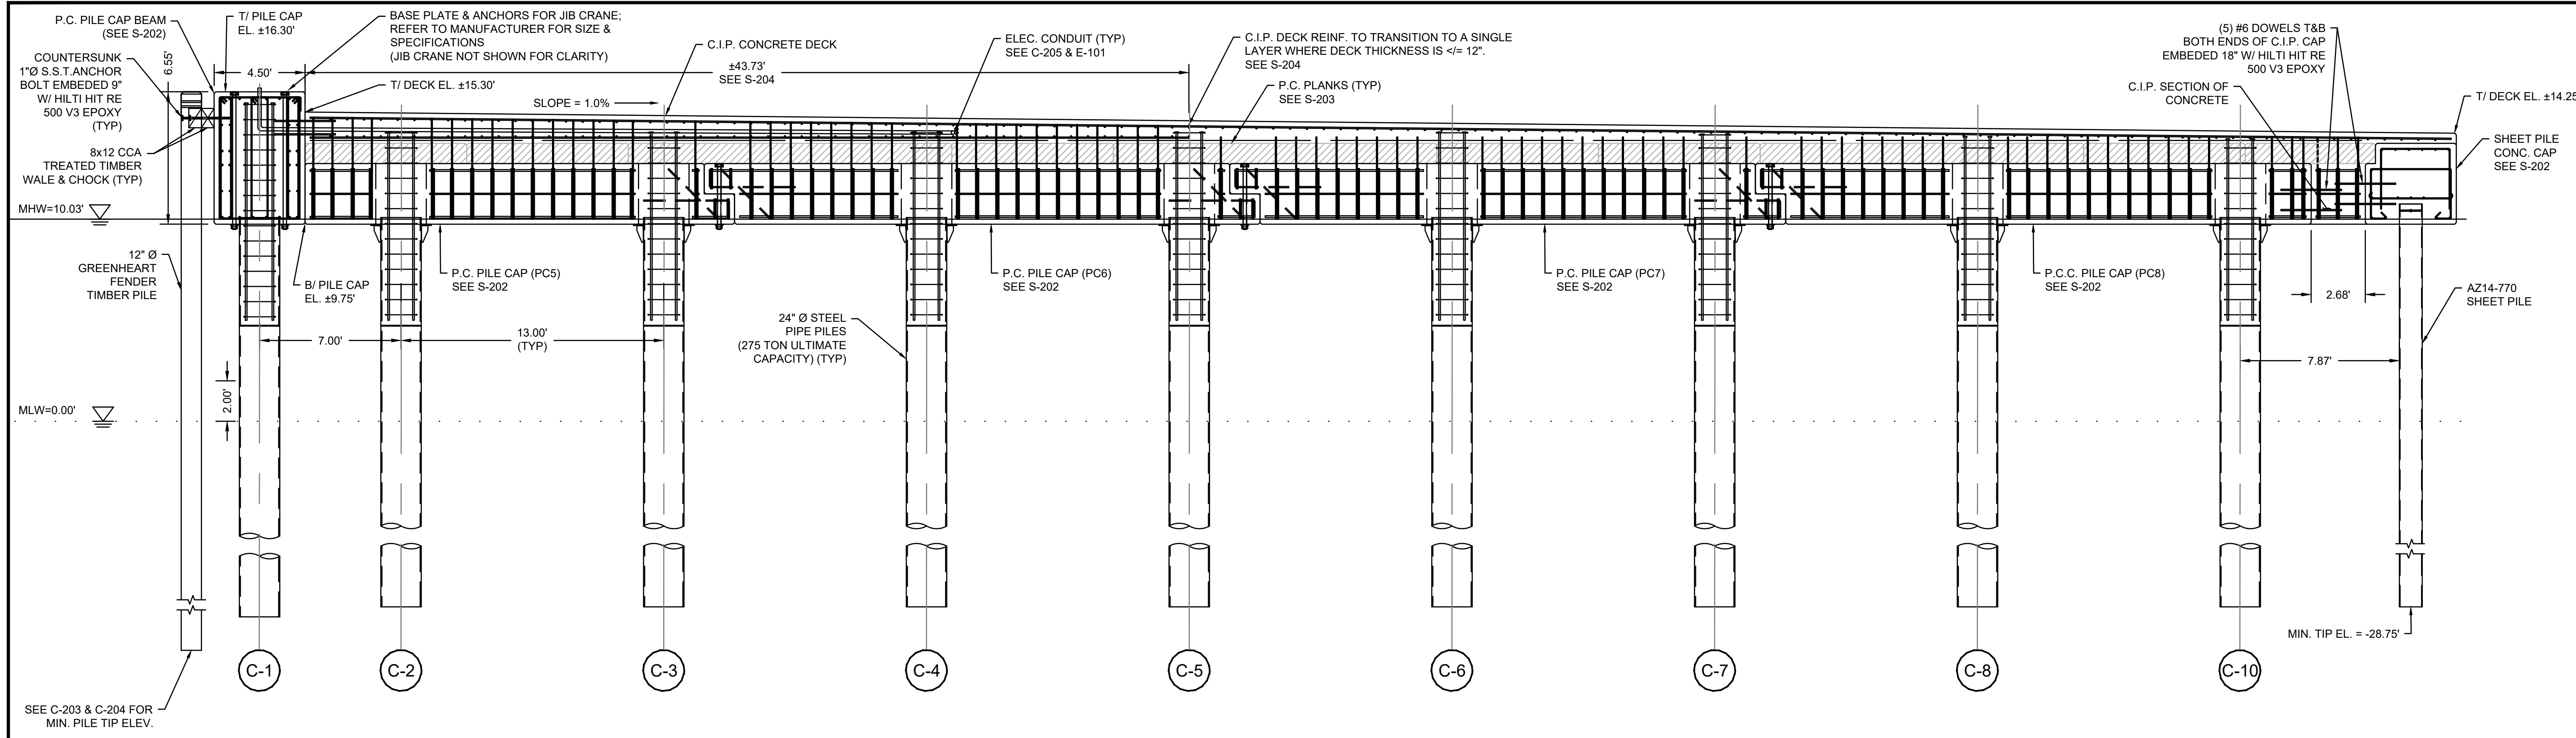 P.C. PILE CAP BEAM
(SEE S-202)
T/ PILE CAP
EL. ±16.30'
BASE PLATE & ANCHORS FOR JIB CRANE;
REFER TO MANUFACTURER FOR SIZE &
SPECIFICATIONS
(JIB CRANE NOT SHOWN FOR CLARITY)
C.I.P. CONCRETE DECK
ELEC. CONDUIT (TYP)
SEE C-205 & E-101
C.I.P. DECK REINF. TO TRANSITION TO A SINGLE
LAYER WHERE DECK THICKNESS IS </= 12".
SEE S-204
(5) #6 DOWELS T&B
BOTH ENDS OF C.I.P. CAP
EMBEDED 18" W/ HILTI HIT RE
500 V3 EPOXY
COUNTERSUNK
1"Ø S.S.T.ANCHOR
BOLT EMBEDED 9"
W/ HILTI HIT RE
500 V3 EPOXY
(TYP)
6.55'
4.50'
±43.73'
SEE S-204
T/ DECK EL. ±15.30'
SLOPE = 1.0%
P.C. PLANKS (TYP)
SEE S-203
C.I.P. SECTION OF
CONCRETE
T/ DECK EL. ±14.25
8x12 CCA
TREATED TIMBER
WALE & CHOCK (TYP)
SHEET PILE
CONC. CAP
SEE S-202
MHW=10.03'
12" Ø
GREENHEART
FENDER
TIMBER PILE
B/ PILE CAP
EL. ±9.75'
P.C. PILE CAP (PC5)
SEE S-202
P.C. PILE CAP (PC6)
SEE S-202
P.C. PILE CAP (PC7)
SEE S-202
P.C.C. PILE CAP (PC8)
SEE S-202
2.68'
AZ14-770
SHEET PILE
7.00'
13.00'
(TYP)
24" Ø STEEL
PIPE PILES
(275 TON ULTIMATE
CAPACITY) (TYP)
7.87'
2.00'
MLW=0.00'
MIN. TIP EL. = -28.75'
C-1
C-2
C-3
C-4
C-5
C-6
C-7
C-8
C-10
SEE C-203 & C-204 FOR
MIN. PILE TIP ELEV.